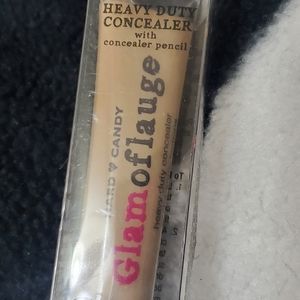 HEAVY DUTY
CONCEALER
with
concealer pencil
HARD CANDY
Glamoflauge
heavy duty concealer